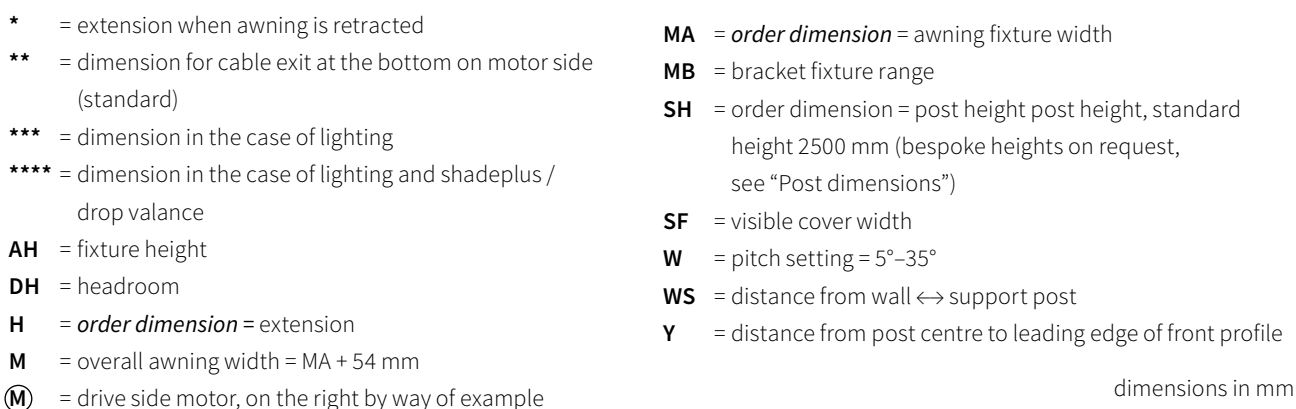 * = extension when awning is retracted
** = dimension for cable exit at the bottom on motor side
(standard)
*** = dimension in the case of lighting
**** = dimension in the case of lighting and shadeplus /
drop valance
AH = fixture height
DH = headroom
H = order dimension = extension
M = overall awning width = MA + 54 mm
Ⓜ = drive side motor, on the right by way of example
MA = order dimension = awning fixture width
MB = bracket fixture range
SH = order dimension = post height post height, standard
height 2500 mm (bespoke heights on request,
see “Post dimensions”)
SF = visible cover width
W = pitch setting = 5°–35°
WS = distance from wall ↔ support post
Y = distance from post centre to leading edge of front profile
dimensions in mm